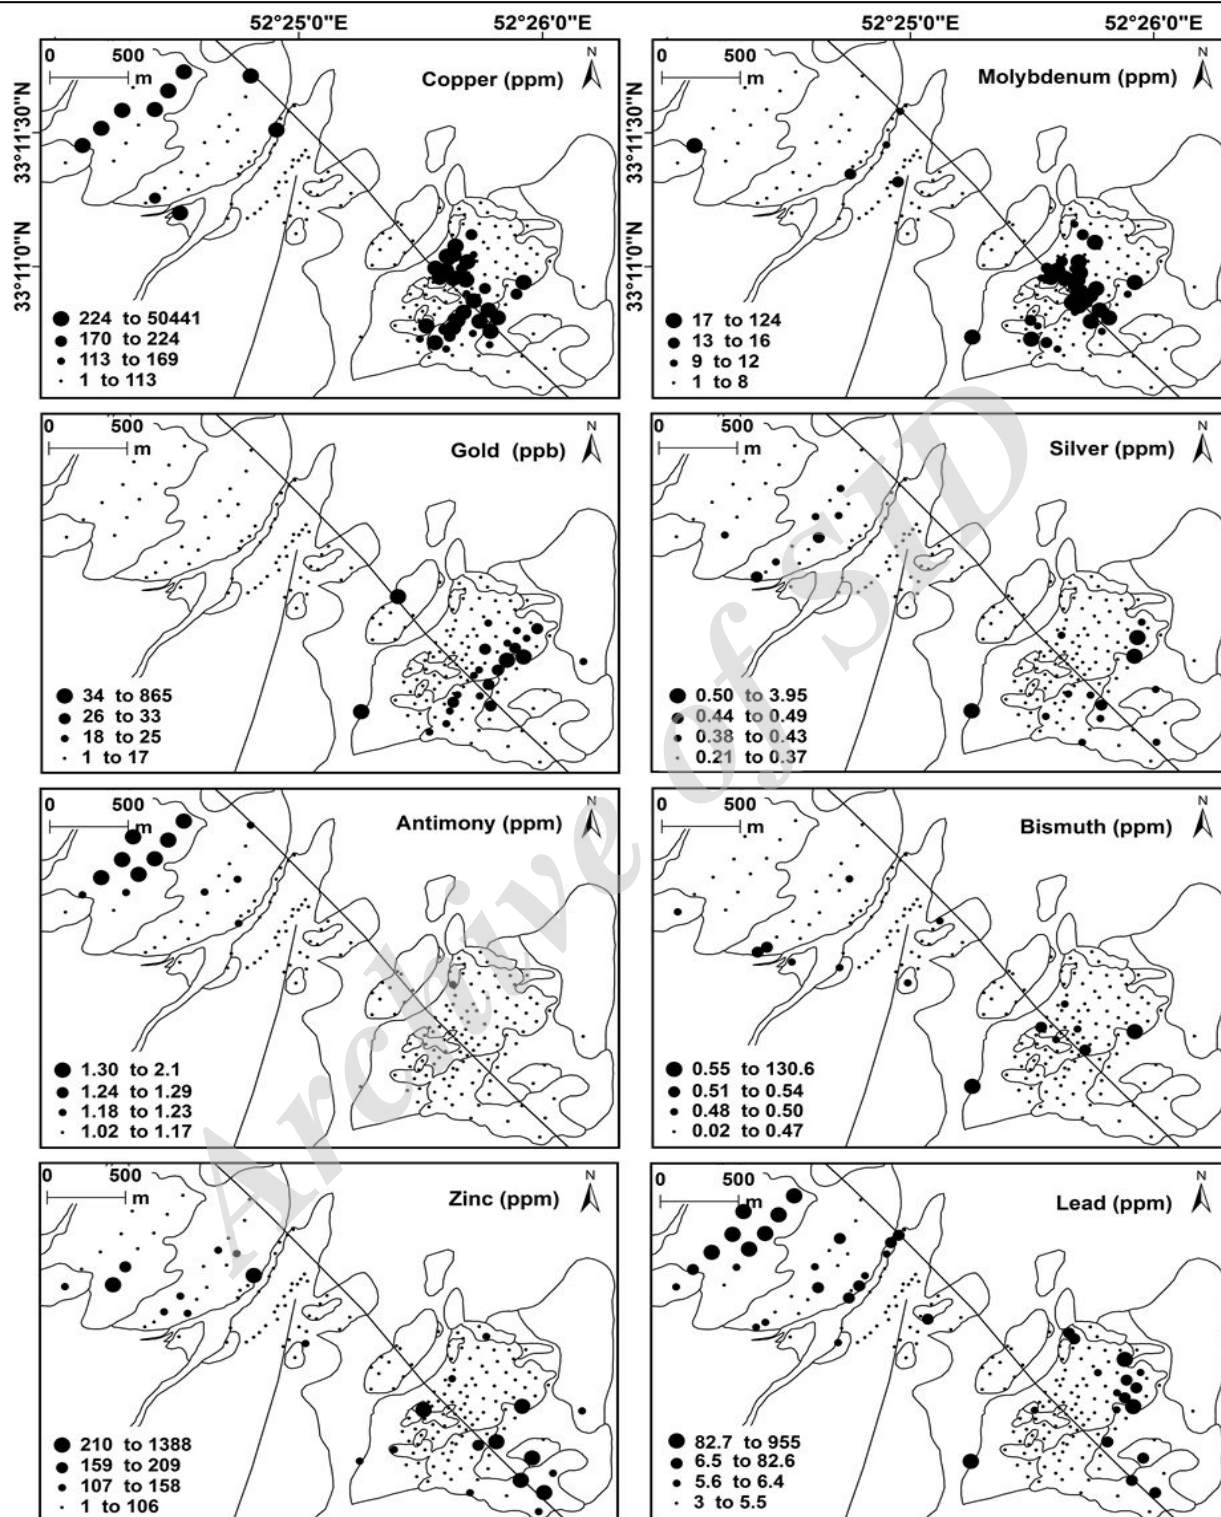 52°25'0"E 52°26'0"E 52°25'0"E 52°26'0"E
33°11'30"N
33°11'0"N
33°11'30"N
33°11'0"N
0 500
m
Copper (ppm)
N
224 to 50441
170 to 224
113 to 169
1 to 113
0 500
m
Molybdenum (ppm)
N
17 to 124
13 to 16
9 to 12
1 to 8
0 500
m
Gold (ppb)
N
34 to 865
26 to 33
18 to 25
1 to 17
0 500
m
Silver (ppm)
N
0.50 to 3.95
0.44 to 0.49
0.38 to 0.43
0.21 to 0.37
0 500
m
Antimony (ppm)
N
1.30 to 2.1
1.24 to 1.29
1.18 to 1.23
1.02 to 1.17
0 500
m
Bismuth (ppm)
N
0.55 to 130.6
0.51 to 0.54
0.48 to 0.50
0.02 to 0.47
0 500
m
Zinc (ppm)
N
210 to 1388
159 to 209
107 to 158
1 to 106
0 500
m
Lead (ppm)
N
82.7 to 955
6.5 to 82.6
5.6 to 6.4
3 to 5.5
Archive of SID